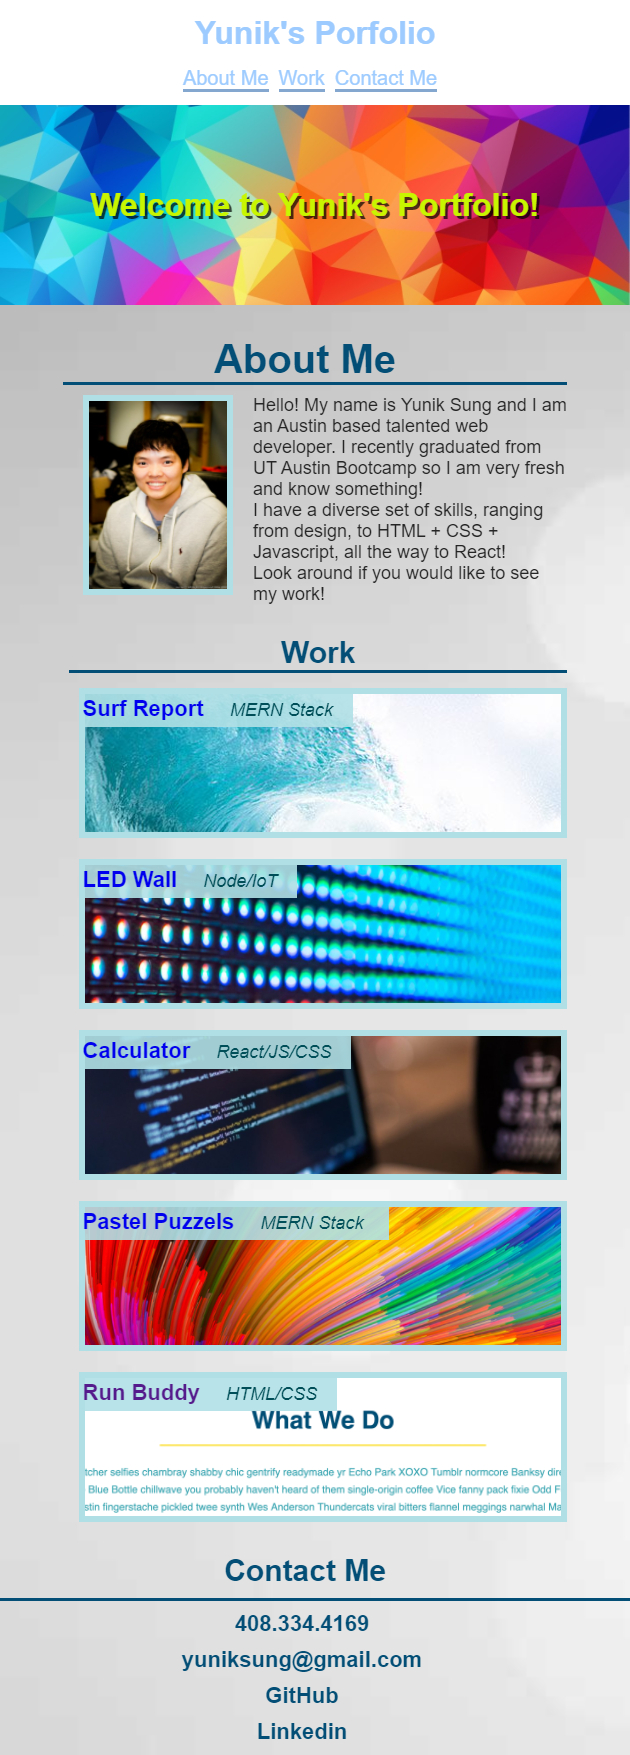 Yunik's Porfolio
About Me Work Contact Me
Welcome to Yunik's Portfolio!
About Me
Hello! My name is Yunik Sung and I am
an Austin based talented web
developer. I recently graduated from
UT Austin Bootcamp so I am very fresh
and know something!
I have a diverse set of skills, ranging
from design, to HTML + CSS +
Javascript, all the way to React!
Look around if you would like to see
my work!
Work
Surf Report MERN Stack
LED Wall Node/IoT
Calculator React/JS/CSS
Pastel Puzzels MERN Stack
Run Buddy HTML/CSS
What We Do
tcher selfies chambray shabby chic gentrify readymade yr Echo Park XOXO Tumblr normcore Banksy dire
Blue Bottle chillwave you probably haven't heard of them single-origin coffee Vice fanny pack fixie Odd F
stin fingerstache pickled twee synth Wes Anderson Thundercats viral bitters flannel meggings narwhal Ma
Contact Me
408.334.4169
yuniksung@gmail.com
GitHub
Linkedin